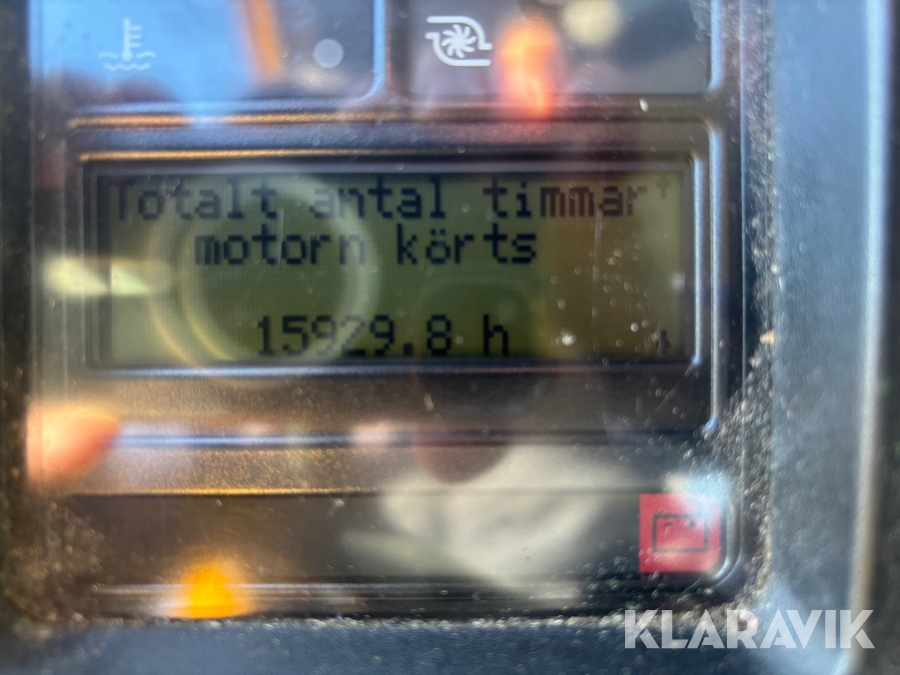 Totalt antal timmar
motorn körts
15929.8 h
KLARAVIK